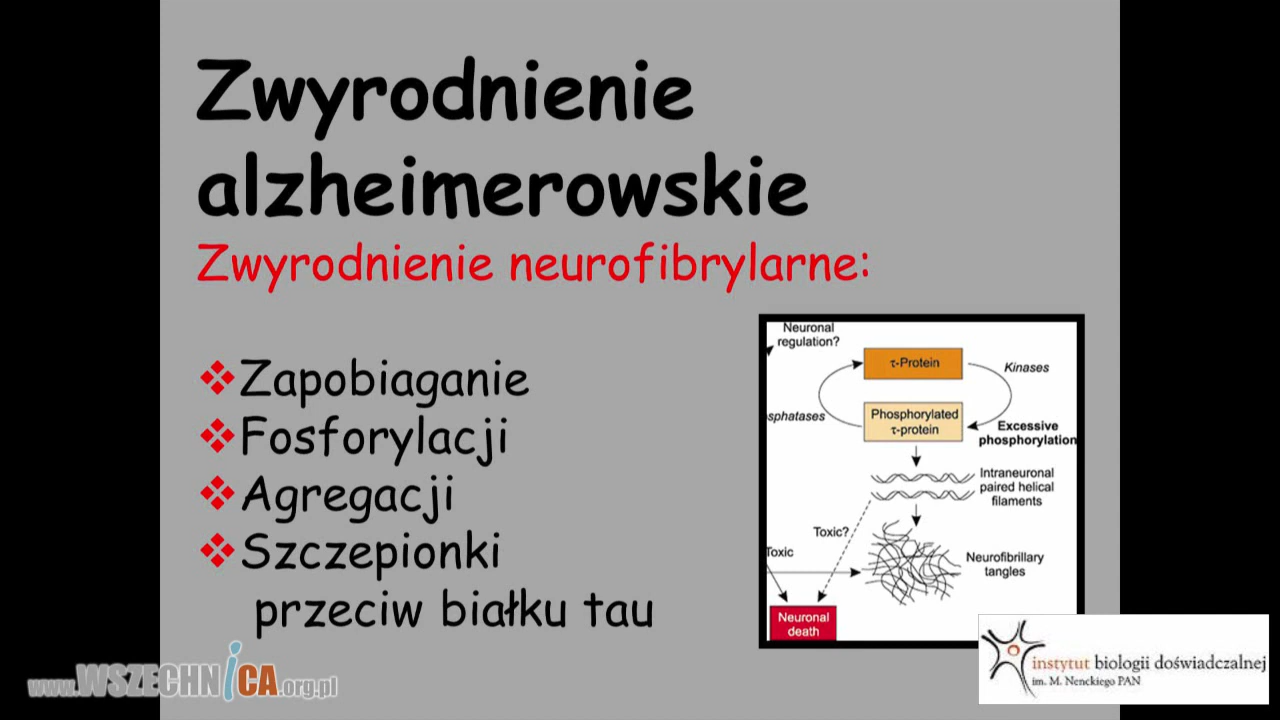 Zwyrodnienie
alzheimerowskie
Zwyrodnienie neurofibrylarne:
Zapobiaganie
Fosforylacji
Agregacji
Szczepionki
przeciw białku tau
Neuronal
regulation?
τ-Protein
Kinases
sphatases
Phosphorylated
τ-protein
Excessive
phosphorylation
Intraneuronal
paired helical
filaments
Toxic?
Toxic
Neurofibrillary
tangles
Neuronal
death
www.WSZECHNICA.org.pl
instytut biologii doświadczalnej
im. M. Nenckiego PAN